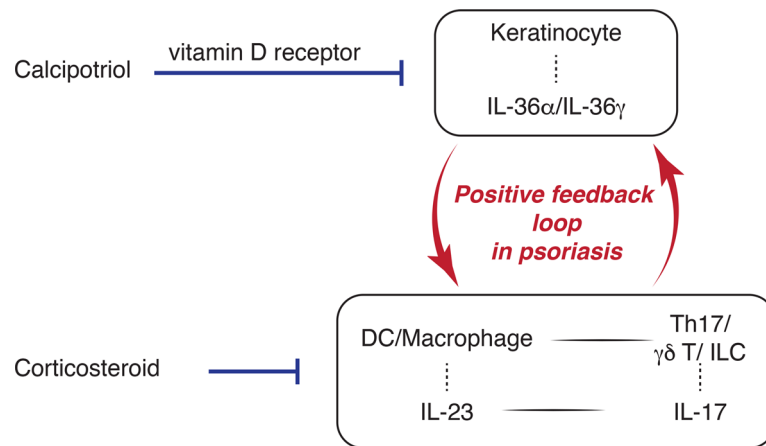 Calcipotriol
vitamin D receptor
Keratinocyte
IL-36α/IL-36γ
Positive feedback
loop
in psoriasis
Corticosteroid
DC/Macrophage
Th17/
γδ T/ ILC
IL-23
IL-17